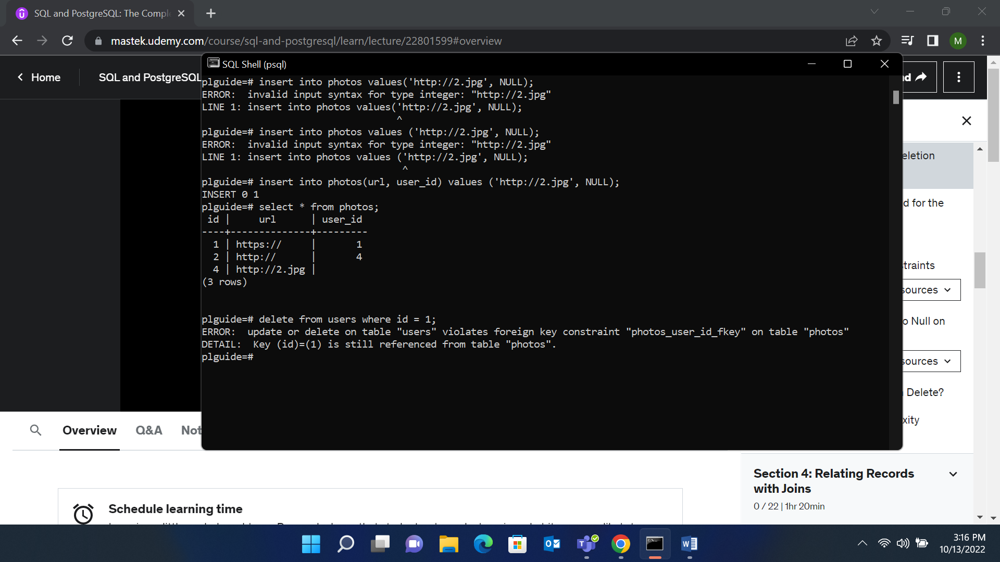 SQL and PostgreSQL: The Comple
mastek.udemy.com/course/sql-and-postgresql/learn/lecture/22801599#overview
M
Home
SQL and PostgreSQL
SQL Shell (psql)
plguide=# insert into photos values('http://2.jpg', NULL);
ERROR:  invalid input syntax for type integer: "http://2.jpg"
LINE 1: insert into photos values('http://2.jpg', NULL);
^
plguide=# insert into photos values ('http://2.jpg', NULL);
ERROR:  invalid input syntax for type integer: "http://2.jpg"
LINE 1: insert into photos values ('http://2.jpg', NULL);
^
plguide=# insert into photos(url, user_id) values ('http://2.jpg', NULL);
INSERT 0 1
plguide=# select * from photos;
 id |     url      | user_id
----+--------------+---------
  1 | https://     |       1
  2 | http://      |       4
  4 | http://2.jpg |
(3 rows)
plguide=# delete from users where id = 1;
ERROR:  update or delete on table "users" violates foreign key constraint "photos_user_id_fkey" on table "photos"
DETAIL:  Key (id)=(1) is still referenced from table "photos".
plguide=#
d
eletion
d for the
traints
sources
o Null on
sources
Delete?
xity
Overview
Q&A
Not
Section 4: Relating Records
with Joins
0 / 22 | 1hr 20min
Schedule learning time
3:16 PM
10/13/2022